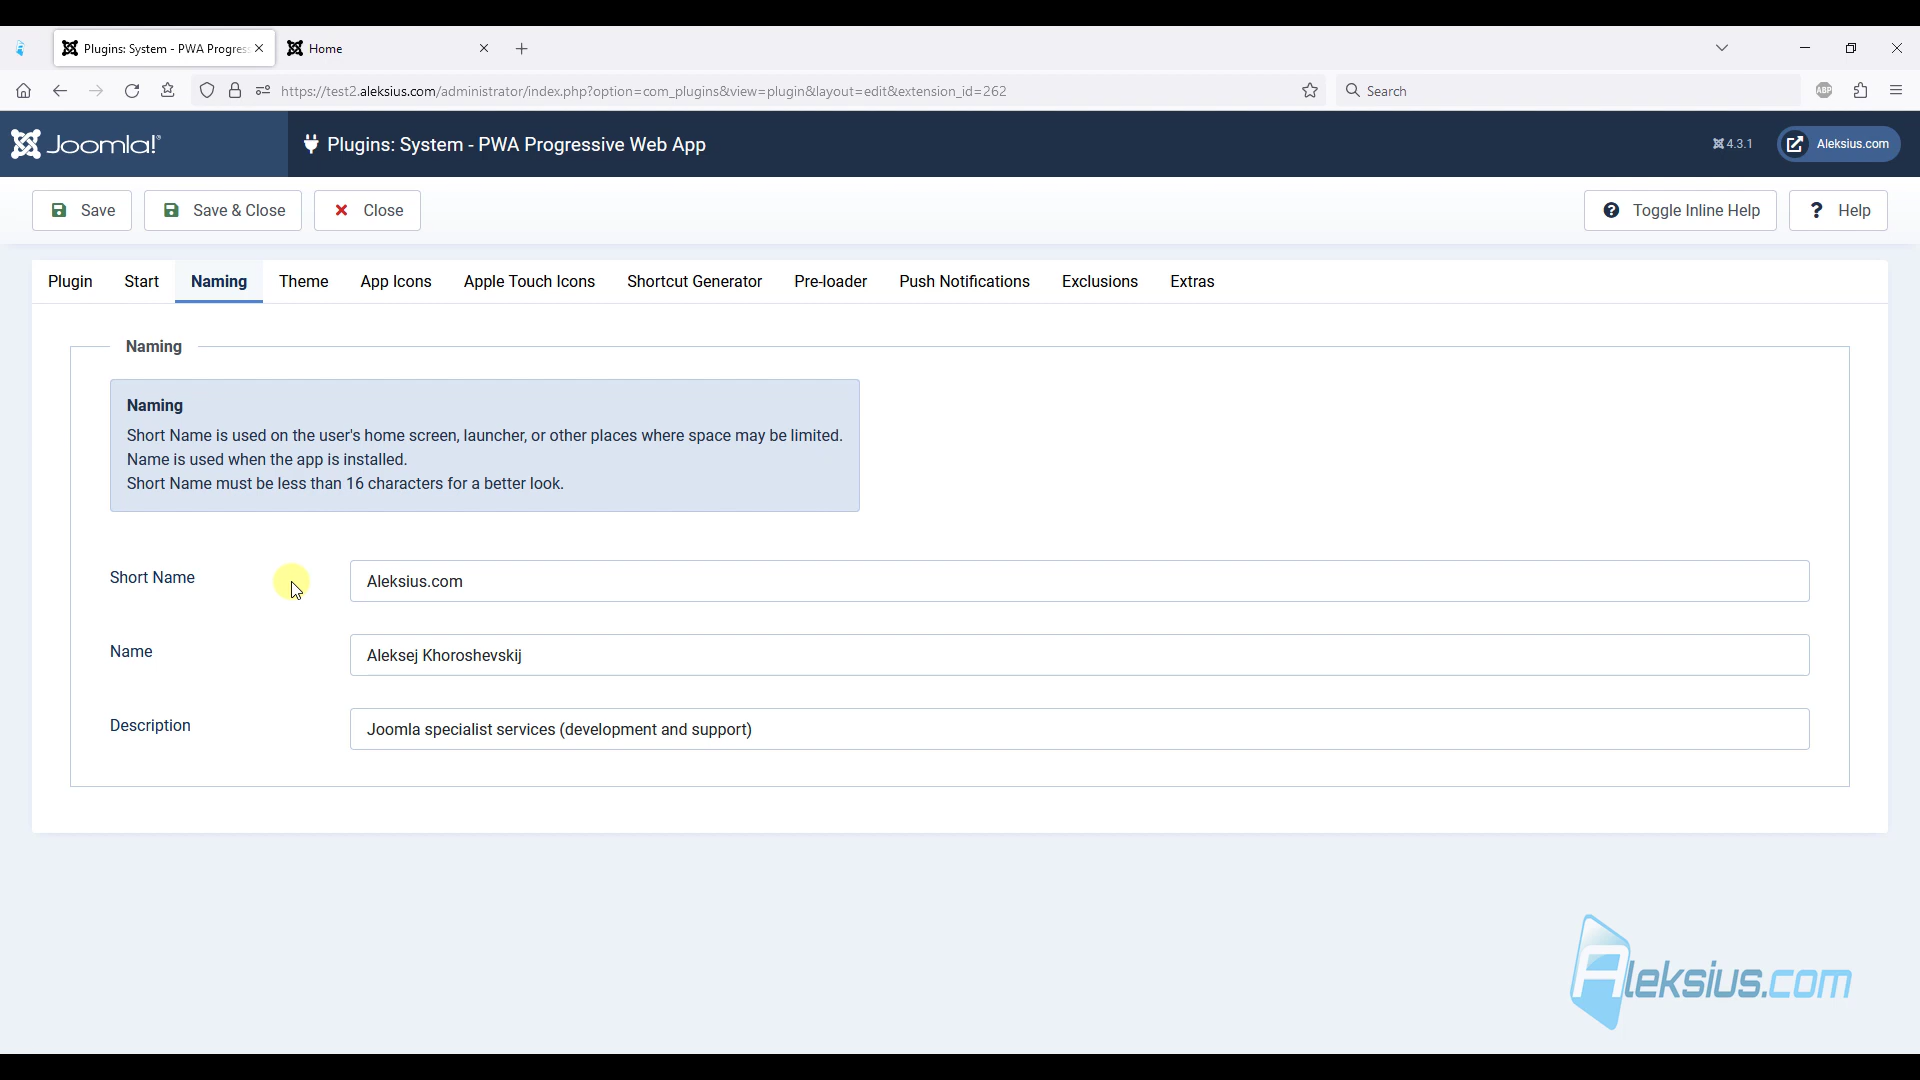 Plugins: System - PWA Progres
Home
https://test2.aleksius.com/administrator/index.php?option=com_plugins&view=plugin&layout=edit&extension_id=262
Search
ABP
Joomla!®
Plugins: System - PWA Progressive Web App
4.3.1
Aleksius.com
Save
Save & Close
Close
Toggle Inline Help
? Help
Plugin
Start
Naming
Theme
App Icons
Apple Touch Icons
Shortcut Generator
Pre-loader
Push Notifications
Exclusions
Extras
Naming
Naming
Short Name is used on the user's home screen, launcher, or other places where space may be limited.
Name is used when the app is installed.
Short Name must be less than 16 characters for a better look.
Short Name
Aleksius.com
Name
Aleksej Khoroshevskij
Description
Joomla specialist services (development and support)
Aleksius.com